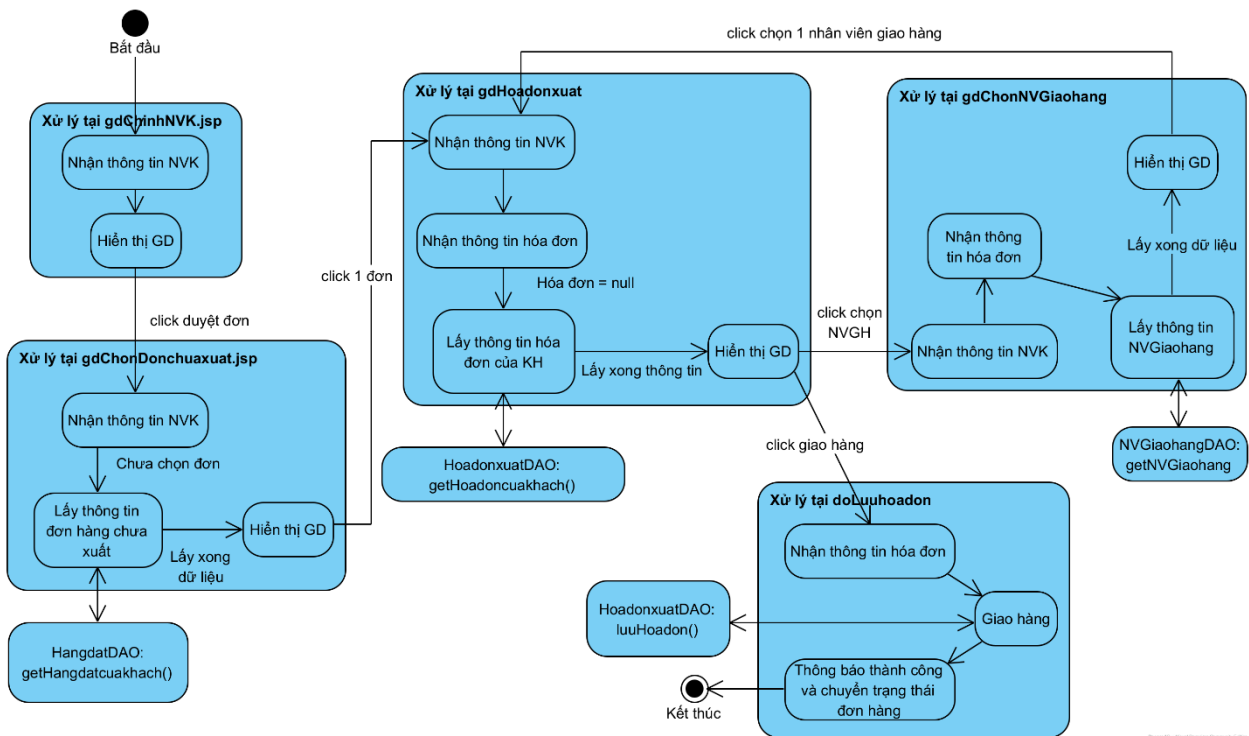 Bắt đầu
Xử lý tại gdChinhNVK.jsp
Nhận thông tin NVK
Hiển thị GD
click duyệt đơn
Xử lý tại gdChonDonchuaxuat.jsp
Nhận thông tin NVK
Chưa chọn đơn
Lấy thông tin
đơn hàng chưa
xuất
Lấy xong
dữ liệu
Hiển thị GD
HangdatDAO:
getHangdatcuakhach()
click 1 đơn
Xử lý tại gdHoadonxuat
Nhận thông tin NVK
Nhận thông tin hóa đơn
Hóa đơn = null
Lấy thông tin hóa
đơn của KH
Lấy xong thông tin
Hiển thị GD
HoadonxuatDAO:
getHoadoncuakhach()
click chọn
NVGH
click chọn 1 nhân viên giao hàng
Xử lý tại gdChonNVGiaohang
Nhận thông tin NVK
Nhận thông
tin hóa đơn
Lấy thông tin
NVGiaohang
Lấy xong dữ liệu
Hiển thị GD
NVGiaohangDAO:
getNVGiaohang
click giao hàng
Xử lý tại doLuuhoadon
Nhận thông tin hóa đơn
Giao hàng
HoadonxuatDAO:
luuHoadon()
Thông báo thành công
và chuyển trạng thái
đơn hàng
Kết thúc